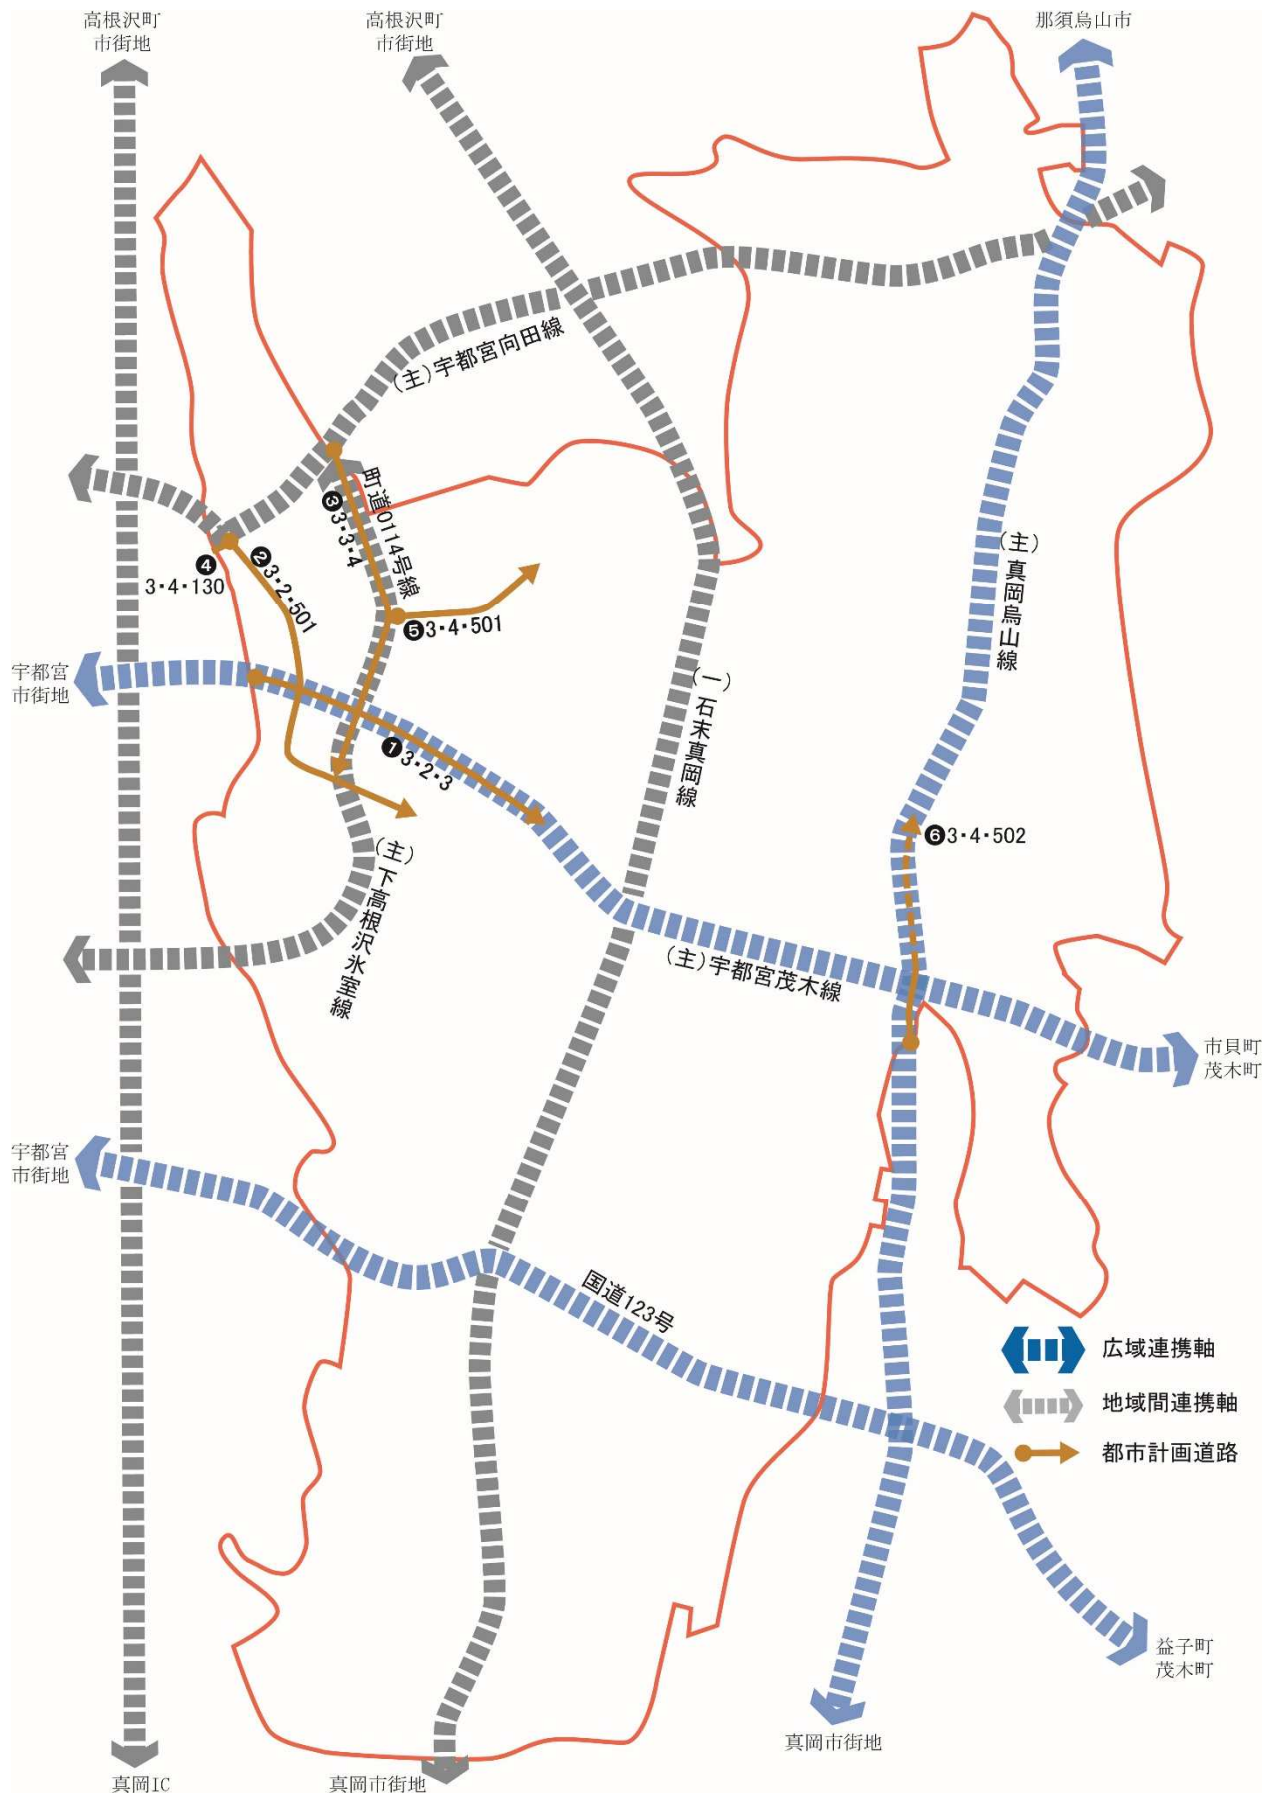 高根沢町
市街地
高根沢町
市街地
那須烏山市
(主)宇都宮向田線
町道0114号線
❸3・3・4
❹
3・4・130
❷3・2・501
❺3・4・501
(主)真岡烏山線
宇都宮
市街地
(一)石末真岡線
❶3・2・3
❻3・4・502
(主)下高根沢氷室線
(主)宇都宮茂木線
市貝町
茂木町
宇都宮
市街地
国道123号
広域連携軸
地域間連携軸
都市計画道路
益子町
茂木町
真岡市街地
真岡IC
真岡市街地